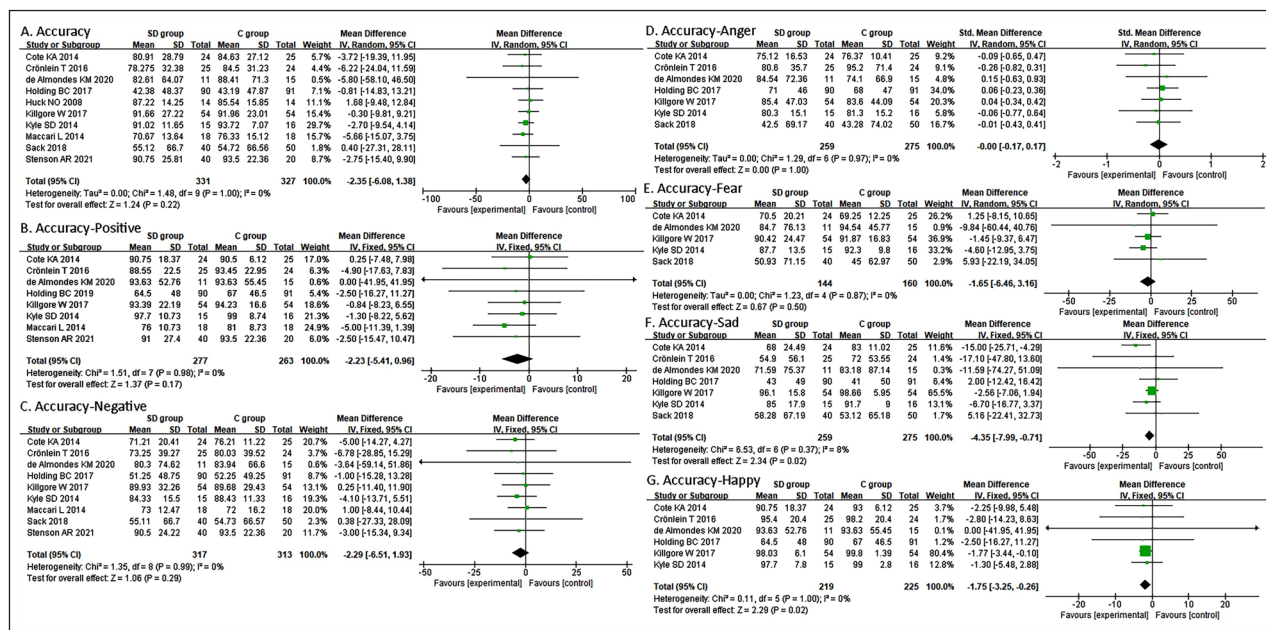 A. Accuracy
SD group C group Mean Difference Mean Difference
Study or Subgroup Mean SD Total Mean SD Total Weight IV, Random, 95% CI IV, Random, 95% CI
Cote KA 2014 80.91 28.79 24 84.63 27.12 25 5.7% -3.72 [-19.39, 11.95]
Crönlein T 2016 78.275 32.38 25 84.5 31.23 24 4.5% -6.22 [-24.04, 11.59]
de Almondes KM 2020 82.61 64.07 11 88.41 71.3 15 0.5% -5.80 [-58.10, 46.50]
Holding BC 2017 42.38 48.37 90 43.19 47.87 91 7.1% -0.81 [-14.83, 13.21]
Huck NO 2008 87.22 14.25 14 85.54 15.85 14 11.2% 1.68 [-9.48, 12.84]
Killgore W 2017 91.66 27.22 54 91.96 23.01 54 15.3% -0.30 [-9.81, 9.21]
Kyle SD 2014 91.02 11.65 15 93.72 7.07 16 29.7% -2.70 [-9.54, 4.14]
Maccari L 2014 70.67 13.64 18 76.33 15.12 18 15.7% -5.66 [-15.07, 3.75]
Sack 2018 55.12 66.7 40 54.72 66.56 50 1.8% 0.40 [-27.31, 28.11]
Stenson AR 2021 90.75 25.81 40 93.5 22.36 20 8.7% -2.75 [-15.40, 9.90]
Total (95% CI) 331 327 100.0% -2.35 [-6.08, 1.38]
Heterogeneity: Tau² = 0.00; Chi² = 1.48, df = 9 (P = 1.00); I² = 0%
Test for overall effect: Z = 1.24 (P = 0.22)
-100 -50 0 50 100
Favours [experimental] Favours [control]
B. Accuracy-Positive
SD group C group Mean Difference Mean Difference
Study or Subgroup Mean SD Total Mean SD Total Weight IV, Fixed, 95% CI IV, Fixed, 95% CI
Cote KA 2014 90.75 18.37 24 90.5 6.12 25 17.0% 0.25 [-7.48, 7.98]
Crönlein T 2016 88.55 22.5 25 93.45 22.95 24 6.3% -4.90 [-17.63, 7.83]
de Almondes KM 2020 93.63 52.76 11 93.63 55.45 15 0.6% 0.00 [-41.95, 41.95]
Holding BC 2019 64.5 48 90 67 46.5 91 5.4% -2.50 [-16.27, 11.27]
Killgore W 2017 93.39 22.19 54 94.23 16.6 54 18.6% -0.84 [-8.23, 6.55]
Kyle SD 2014 97.7 10.73 15 99 8.74 16 21.2% -1.30 [-8.22, 5.62]
Maccari L 2014 76 10.73 18 81 8.73 18 24.9% -5.00 [-11.39, 1.39]
Stenson AR 2021 91 27.4 40 93.5 22.36 20 6.0% -2.50 [-15.47, 10.47]
Total (95% CI) 277 263 100.0% -2.23 [-5.41, 0.96]
Heterogeneity: Chi² = 1.51, df = 7 (P = 0.98); I² = 0%
Test for overall effect: Z = 1.37 (P = 0.17)
-50 -25 0 25 50
Favours [experimental] Favours [control]
C. Accuracy-Negative
SD group C group Mean Difference Mean Difference
Study or Subgroup Mean SD Total Mean SD Total Weight IV, Fixed, 95% CI IV, Fixed, 95% CI
Cote KA 2014 71.21 20.41 24 76.21 11.22 25 20.7% -5.00 [-14.27, 4.27]
Crönlein T 2016 73.25 39.27 25 80.03 39.52 24 3.7% -6.78 [-28.85, 15.29]
de Almondes KM 2020 80.3 74.62 11 83.94 66.6 15 0.6% -3.64 [-59.14, 51.86]
Holding BC 2017 51.25 48.75 90 52.25 49.25 91 8.7% -1.00 [-15.28, 13.28]
Killgore W 2017 89.93 32.26 54 89.68 29.43 54 13.1% 0.25 [-11.40, 11.90]
Kyle SD 2014 84.33 15.5 15 88.43 11.33 16 19.3% -4.10 [-13.71, 5.51]
Maccari L 2014 73 12.47 18 72 16.2 18 20.0% 1.00 [-8.44, 10.44]
Sack 2018 55.11 66.7 40 54.73 66.57 50 2.3% 0.38 [-27.33, 28.09]
Stenson AR 2021 90.5 24.22 40 93.5 22.36 20 11.7% -3.00 [-15.34, 9.34]
Total (95% CI) 317 313 100.0% -2.29 [-6.51, 1.93]
Heterogeneity: Chi² = 1.35, df = 8 (P = 0.99); I² = 0%
Test for overall effect: Z = 1.06 (P = 0.29)
-50 -25 0 25 50
Favours [experimental] Favours [control]
D. Accuracy-Anger
SD group C group Std. Mean Difference Std. Mean Difference
Study or Subgroup Mean SD Total Mean SD Total Weight IV, Random, 95% CI IV, Random, 95% CI
Cote KA 2014 75.12 16.53 24 76.37 10.41 25 9.3% -0.09 [-0.65, 0.47]
Crönlein T 2016 80.6 35.7 25 95.2 71.4 24 9.2% -0.26 [-0.82, 0.31]
de Almondes KM 2020 84.54 72.36 11 74.1 66.9 15 4.8% 0.15 [-0.63, 0.93]
Holding BC 2017 71 46 90 68 47 91 34.3% 0.06 [-0.23, 0.36]
Killgore W 2017 85.4 47.03 54 83.6 44.09 54 20.5% 0.04 [-0.34, 0.42]
Kyle SD 2014 80.3 15.1 15 81.2 15.2 16 5.9% -0.06 [-0.77, 0.64]
Sack 2018 42.5 69.17 40 43.28 74.02 50 16.9% -0.01 [-0.43, 0.41]
Total (95% CI) 259 275 100.0% -0.00 [-0.17, 0.17]
Heterogeneity: Tau² = 0.00; Chi² = 1.29, df = 6 (P = 0.97); I² = 0%
Test for overall effect: Z = 0.00 (P = 1.00)
-2 -1 0 1 2
Favours [experimental] Favours [control]
E. Accuracy-Fear
SD group C group Mean Difference Mean Difference
Study or Subgroup Mean SD Total Mean SD Total Weight IV, Random, 95% CI IV, Random, 95% CI
Cote KA 2014 70.5 20.21 24 69.25 12.25 25 26.2% 1.25 [-8.15, 10.65]
de Almondes KM 2020 84.7 76.13 11 94.54 45.77 15 0.9% -9.84 [-60.44, 40.76]
Killgore W 2017 90.42 24.47 54 91.87 16.83 54 36.9% -1.45 [-9.37, 6.47]
Kyle SD 2014 87.7 13.5 15 92.3 9.8 16 33.2% -4.60 [-12.95, 3.75]
Sack 2018 50.93 71.15 40 45 62.97 50 2.9% 5.93 [-22.19, 34.05]
Total (95% CI) 144 160 100.0% -1.65 [-6.46, 3.16]
Heterogeneity: Tau² = 0.00; Chi² = 1.23, df = 4 (P = 0.87); I² = 0%
Test for overall effect: Z = 0.67 (P = 0.50)
-50 -25 0 25 50
Favours [experimental] Favours [control]
F. Accuracy-Sad
SD group C group Mean Difference Mean Difference
Study or Subgroup Mean SD Total Mean SD Total Weight IV, Fixed, 95% CI IV, Fixed, 95% CI
Cote KA 2014 68 24.49 24 83 11.02 25 11.6% -15.00 [-25.71, -4.29]
Crönlein T 2016 54.9 56.1 25 72 53.55 24 1.4% -17.10 [-47.80, 13.60]
de Almondes KM 2020 71.59 75.37 11 83.18 87.14 15 0.3% -11.59 [-74.27, 51.09]
Holding BC 2017 43 49 90 41 50 91 6.4% 2.00 [-12.42, 16.42]
Killgore W 2017 96.1 15.8 54 98.66 5.95 54 65.5% -2.56 [-7.06, 1.94]
Kyle SD 2014 85 17.9 15 91.7 9 16 13.1% -6.70 [-16.77, 3.37]
Sack 2018 58.28 67.19 40 53.12 65.18 50 1.7% 5.16 [-22.41, 32.73]
Total (95% CI) 259 275 100.0% -4.35 [-7.99, -0.71]
Heterogeneity: Chi² = 6.53, df = 6 (P = 0.37); I² = 8%
Test for overall effect: Z = 2.34 (P = 0.02)
-50 -25 0 25 50
Favours [experimental] Favours [control]
G. Accuracy-Happy
SD group C group Mean Difference Mean Difference
Study or Subgroup Mean SD Total Mean SD Total Weight IV, Fixed, 95% CI IV, Fixed, 95% CI
Cote KA 2014 90.75 18.37 24 93 6.12 25 3.7% -2.25 [-9.98, 5.48]
Crönlein T 2016 95.4 20.4 25 98.2 20.4 24 1.7% -2.80 [-14.23, 8.63]
de Almondes KM 2020 93.63 52.76 11 93.63 55.45 15 0.1% 0.00 [-41.95, 41.95]
Holding BC 2017 64.5 48 90 67 46.5 91 1.2% -2.50 [-16.27, 11.27]
Killgore W 2017 98.03 6.1 54 99.8 1.39 54 80.4% -1.77 [-3.44, -0.10]
Kyle SD 2014 97.7 7.8 15 99 2.8 16 12.8% -1.30 [-5.48, 2.88]
Total (95% CI) 219 225 100.0% -1.75 [-3.25, -0.26]
Heterogeneity: Chi² = 0.11, df = 5 (P = 1.00); I² = 0%
Test for overall effect: Z = 2.29 (P = 0.02)
-20 -10 0 10 20
Favours [experimental] Favours [control]